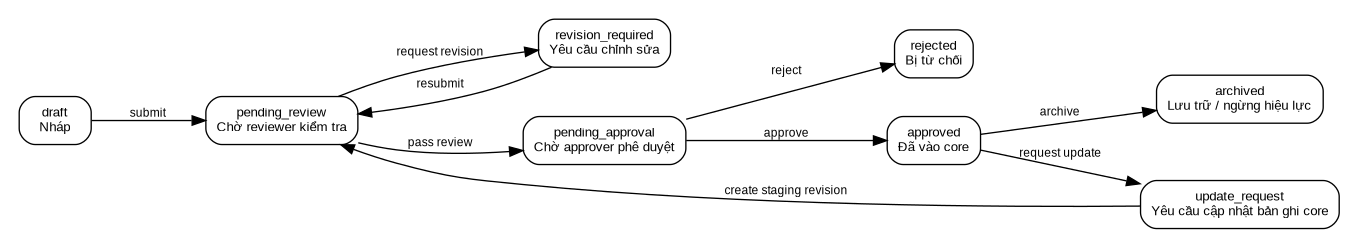 draft
Nháp
submit
pending_review
Chờ reviewer kiểm tra
request revision
resubmit
revision_required
Yêu cầu chỉnh sửa
pass review
pending_approval
Chờ approver phê duyệt
reject
rejected
Bị từ chối
approve
approved
Đã vào core
archive
archived
Lưu trữ / ngừng hiệu lực
request update
update_request
Yêu cầu cập nhật bản ghi core
create staging revision